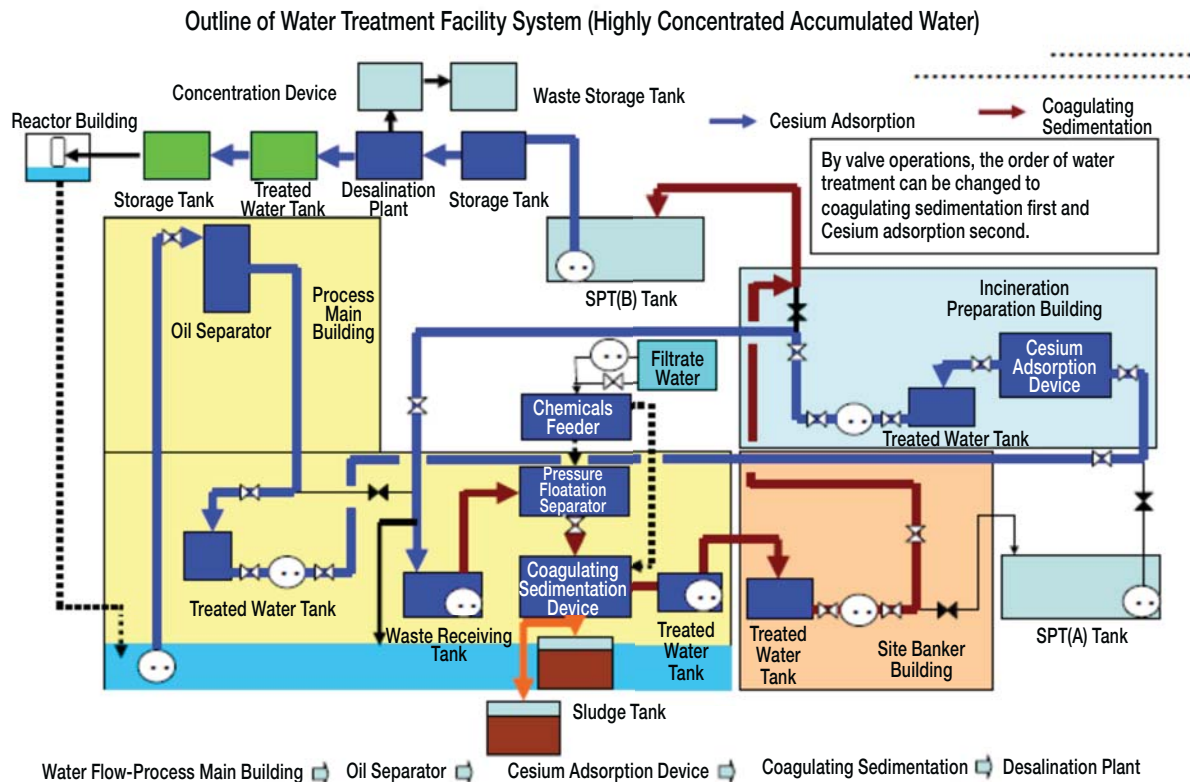 Outline of Water Treatment Facility System (Highly Concentrated Accumulated Water)
Concentration Device
Waste Storage Tank
Reactor Building
Cesium Adsorption
Coagulating
Sedimentation
By valve operations, the order of water
treatment can be changed to
coagulating sedimentation first and
Cesium adsorption second.
Storage Tank
Treated
Water Tank
Desalination
Plant
Storage Tank
SPT(B) Tank
Process
Main
Building
Oil Separator
Incineration
Preparation Building
Cesium
Adsorption
Device
Treated Water Tank
Filtrate
Water
Chemicals
Feeder
Pressure
Floatation
Separator
Coagulating
Sedimentation
Device
Treated Water Tank
Waste Receiving
Tank
Treated
Water
Tank
Treated
Water
Tank
Site Banker
Building
SPT(A) Tank
Sludge Tank
Water Flow-Process Main Building
Oil Separator
Cesium Adsorption Device
Coagulating Sedimentation
Desalination Plant